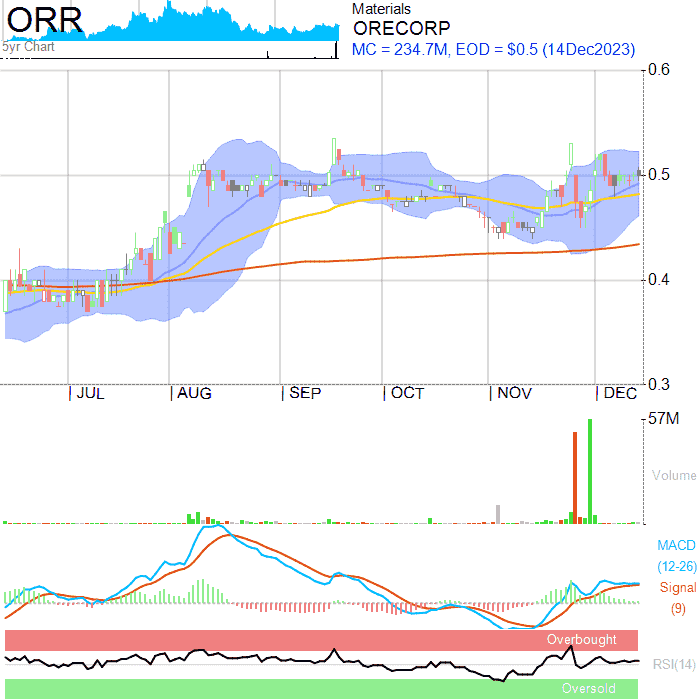 ORR
5yr Chart
Materials
ORECORP
MC = 234.7M, EOD = $0.5 (14Dec2023)
0.6
0.5
0.4
0.3
JUL AUG SEP OCT NOV DEC
57M
Volume
MACD
(12-26)
Signal
(9)
Overbought
RSI(14)
Oversold